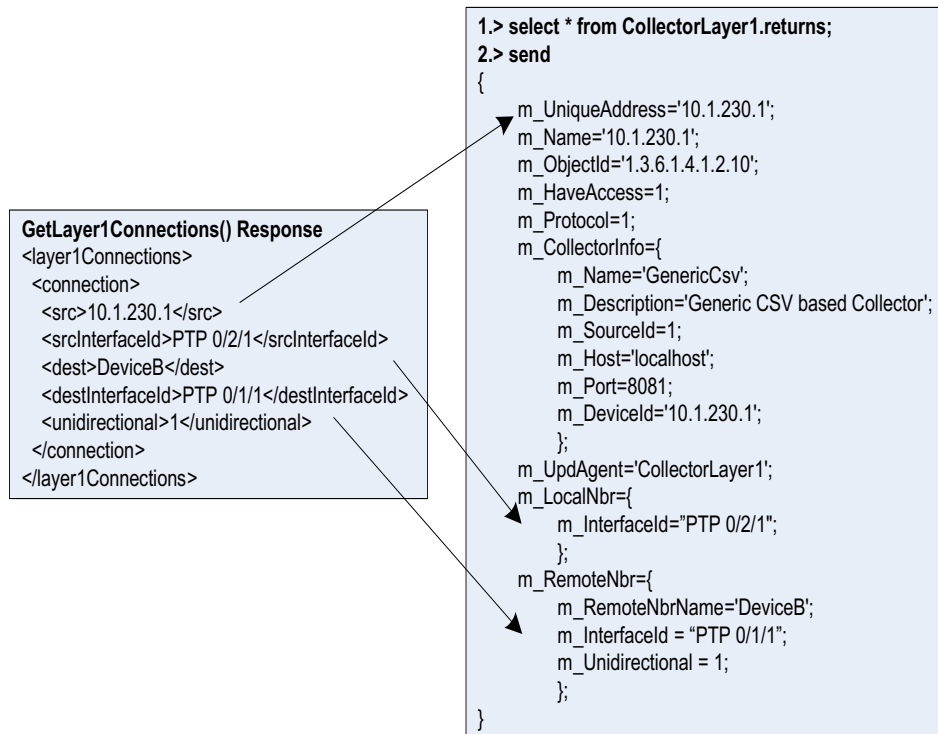 GetLayer1Connections() Response
<layer1Connections>
<connection>
<src>10.1.230.1</src>
<srcInterfaceId>PTP 0/2/1</srcInterfaceId>
<dest>DeviceB</dest>
<destInterfaceId>PTP 0/1/1</destInterfaceId>
<unidirectional>1</unidirectional>
</connection>
</layer1Connections>
1.> select * from CollectorLayer1.returns;
2.> send
{
m_UniqueAddress='10.1.230.1';
m_Name='10.1.230.1';
m_ObjectId='1.3.6.1.4.1.2.10';
m_HaveAccess=1;
m_Protocol=1;
m_CollectorInfo={
m_Name='GenericCsv';
m_Description='Generic CSV based Collector';
m_SourceId=1;
m_Host='localhost';
m_Port=8081;
m_DeviceId='10.1.230.1';
};
m_UpdAgent='CollectorLayer1';
m_LocalNbr={
m_InterfaceId=”PTP 0/2/1";
};
m_RemoteNbr={
m_RemoteNbrName='DeviceB';
m_InterfaceId = “PTP 0/1/1”;
m_Unidirectional = 1;
};
}